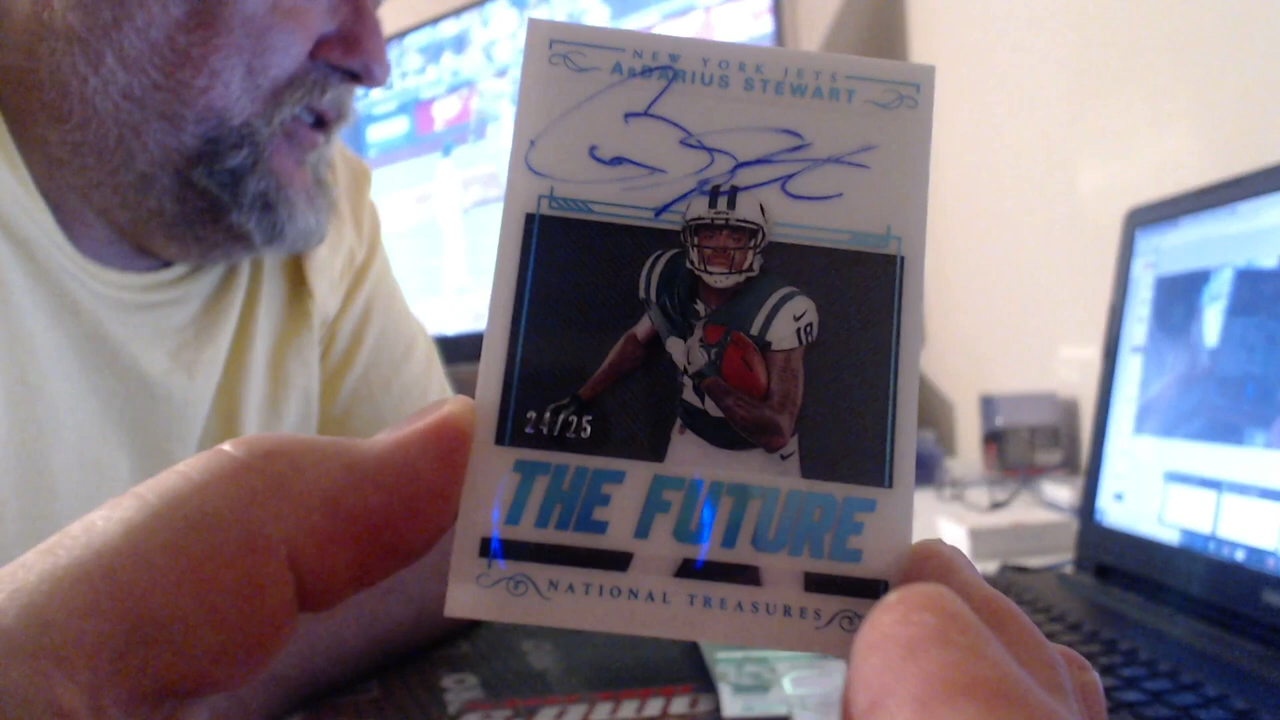 NEW YORK JETS
ArDARIUS STEWART
18
24/25
THE FUTURE
NATIONAL TREASURES